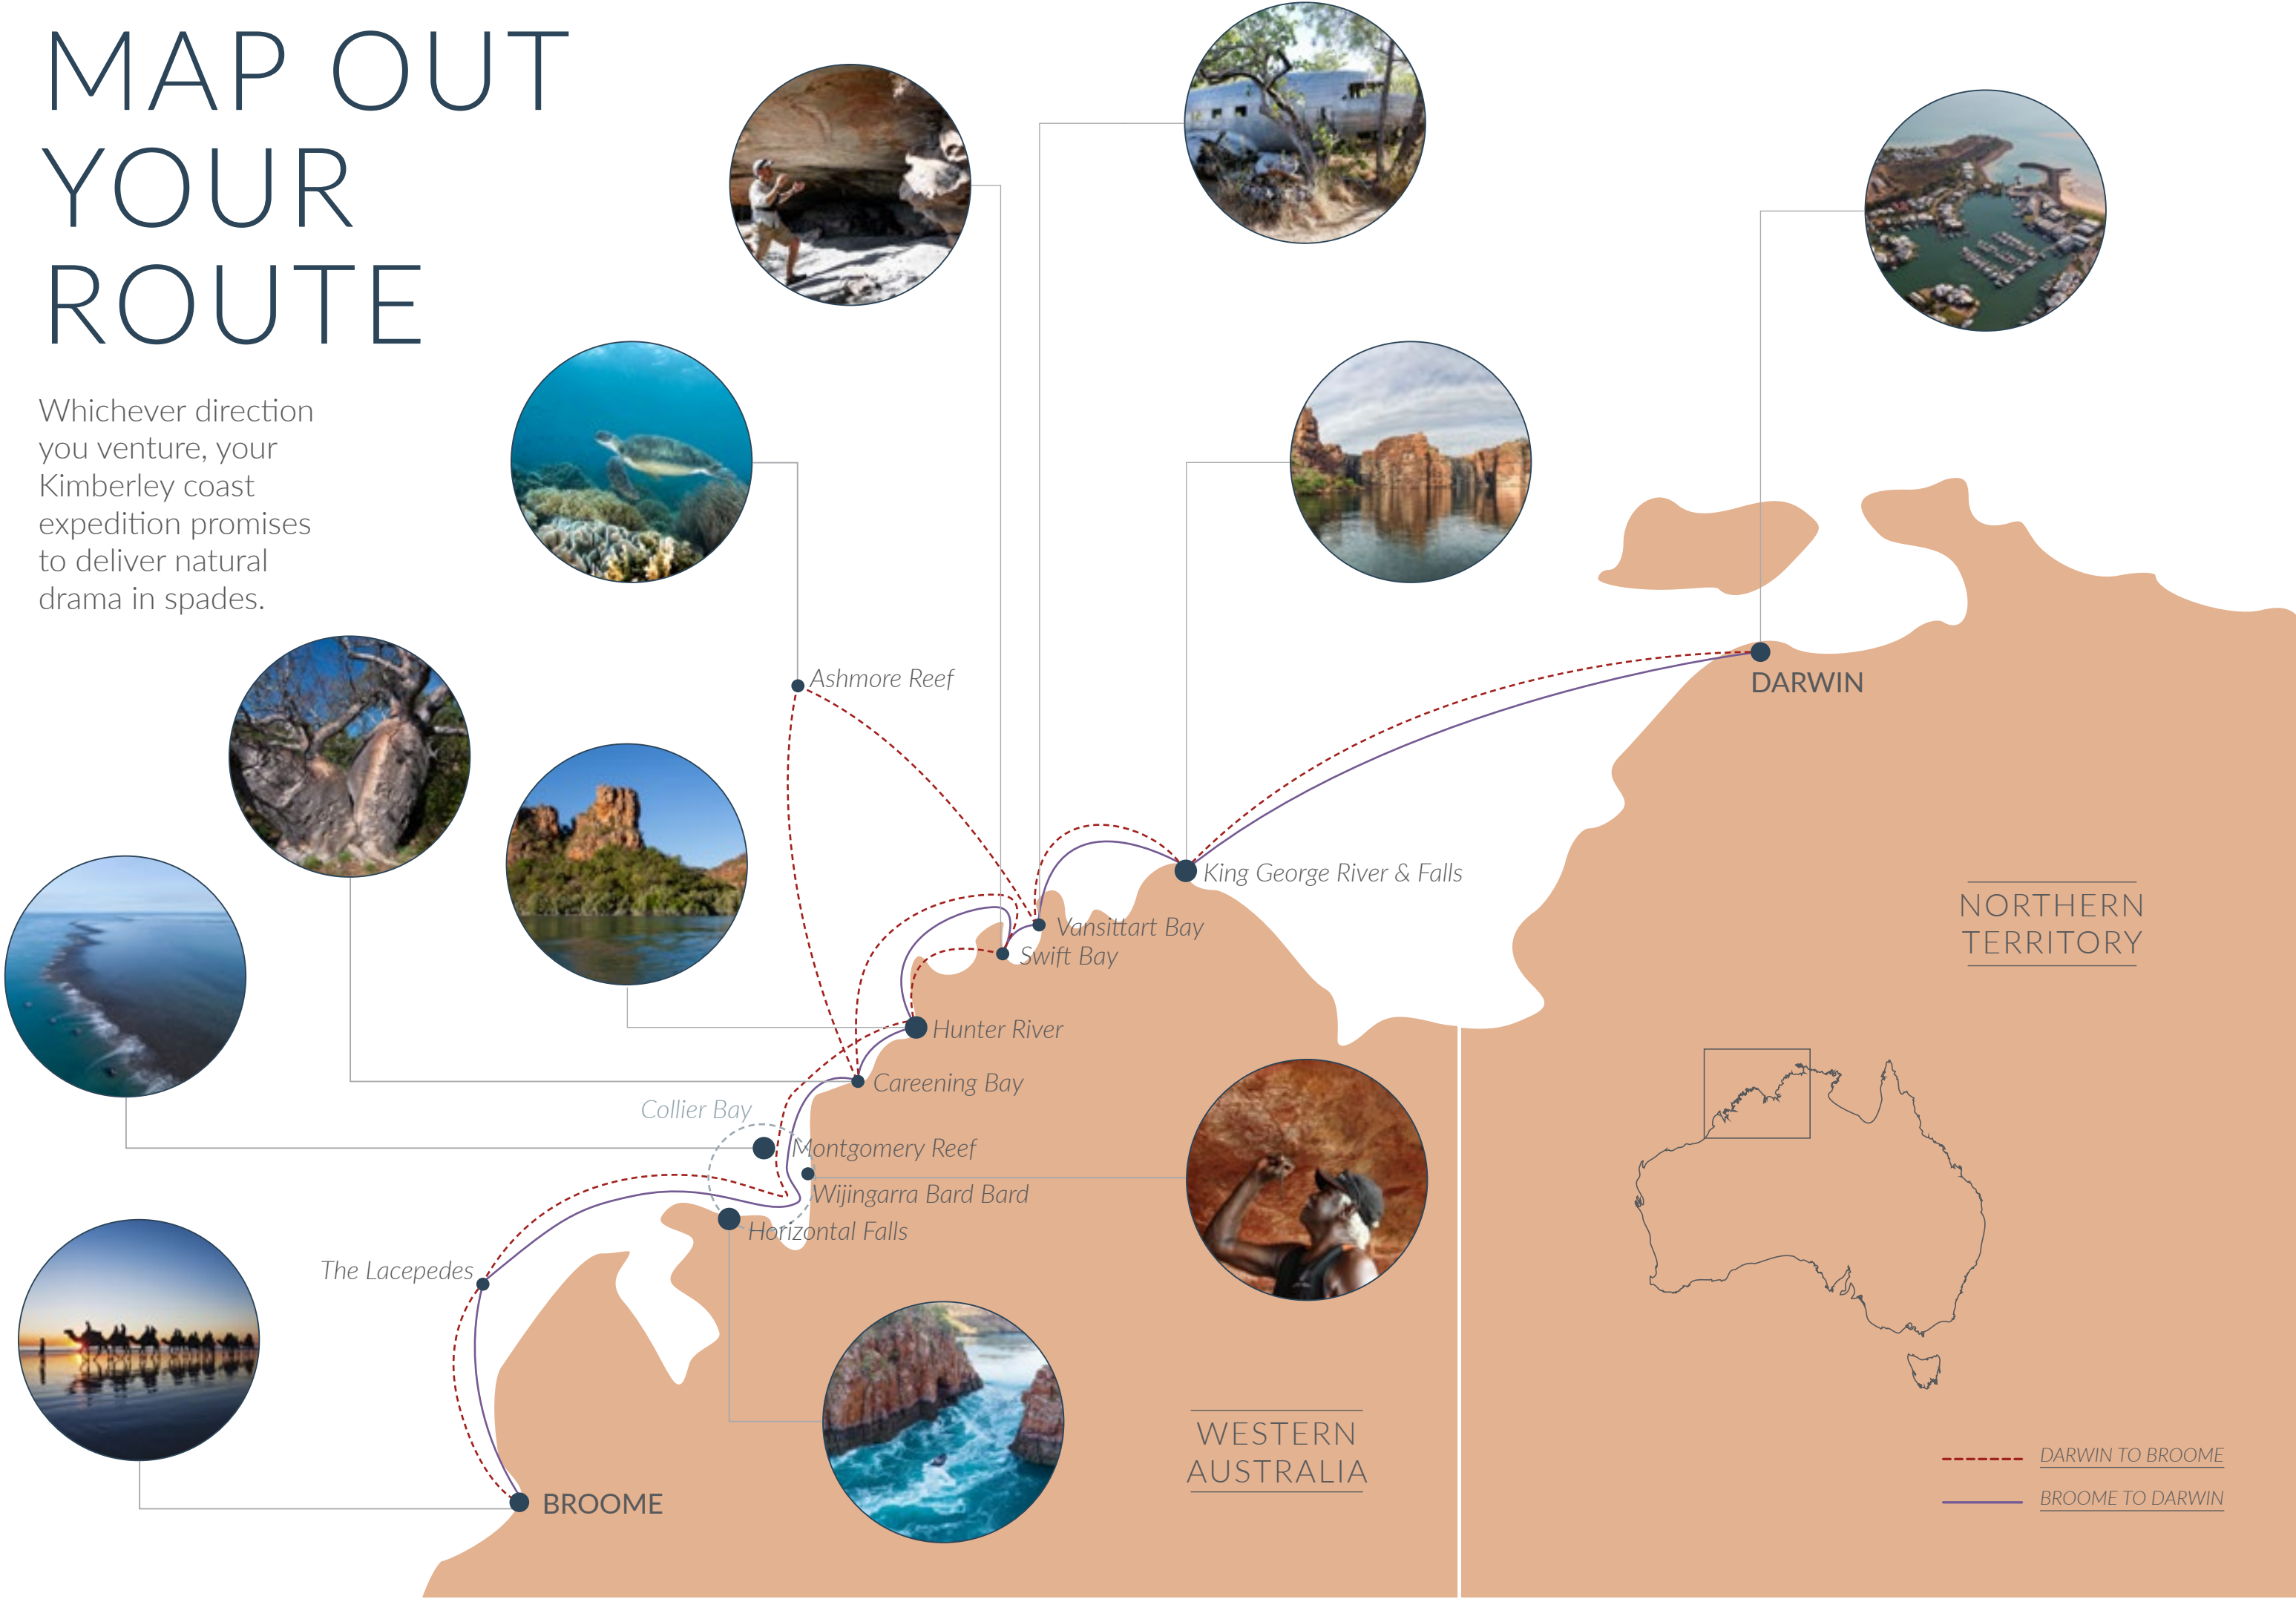 MAP OUT
YOUR
ROUTE
Whichever direction
you venture, your
Kimberley coast
expedition promises
to deliver natural
drama in spades.
Ashmore Reef
DARWIN
King George River & Falls
Vansittart Bay
Swift Bay
NORTHERN
TERRITORY
Hunter River
Careening Bay
Collier Bay
Montgomery Reef
Wijingarra Bard Bard
Horizontal Falls
The Lacepedes
WESTERN
AUSTRALIA
BROOME
DARWIN TO BROOME
BROOME TO DARWIN